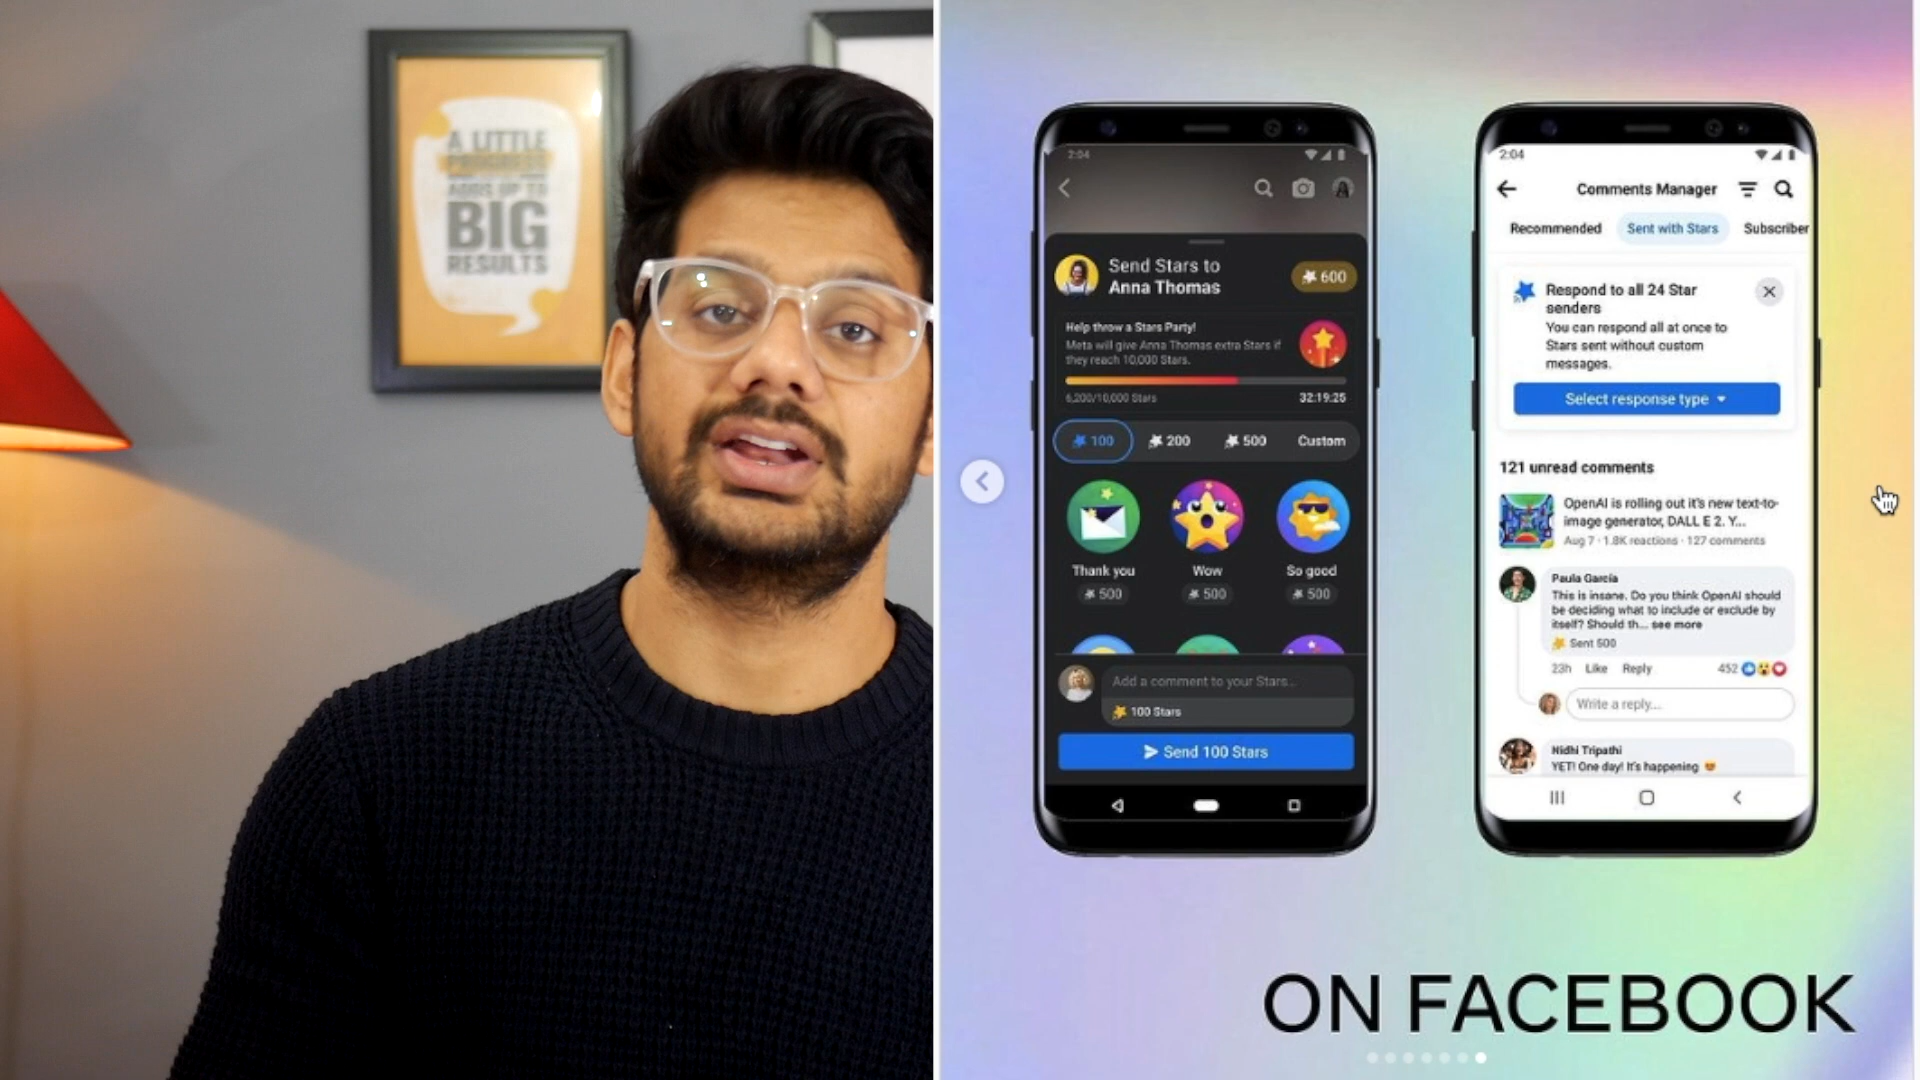 A LITTLE
PROGRESS
ADDS UP TO
BIG
RESULTS
2:04
Send Stars to
Anna Thomas
600
Help throw a Stars Party!
Meta will give Anna Thomas extra Stars if
they reach 10,000 Stars.
6,200/10,000 Stars
32:19:25
100
200
500
Custom
Thank you
Wow
So good
500
500
500
Add a comment to your Stars...
100 Stars
Send 100 Stars
2:04
Comments Manager
Recommended
Sent with Stars
Subscriber
Respond to all 24 Star
senders
You can respond all at once to
Stars sent without custom
messages.
Select response type
121 unread comments
OpenAI is rolling out it's new text-to-
image generator, DALL E 2. Y...
Aug 7 · 1.8K reactions · 127 comments
Paula Garcia
This is insane. Do you think OpenAI should
be deciding what to include or exclude by
itself? Should th... see more
Sent 500
23h Like Reply 452
Write a reply...
Nidhi Tripathi
YET! One day! It's happening
ON FACEBOOK